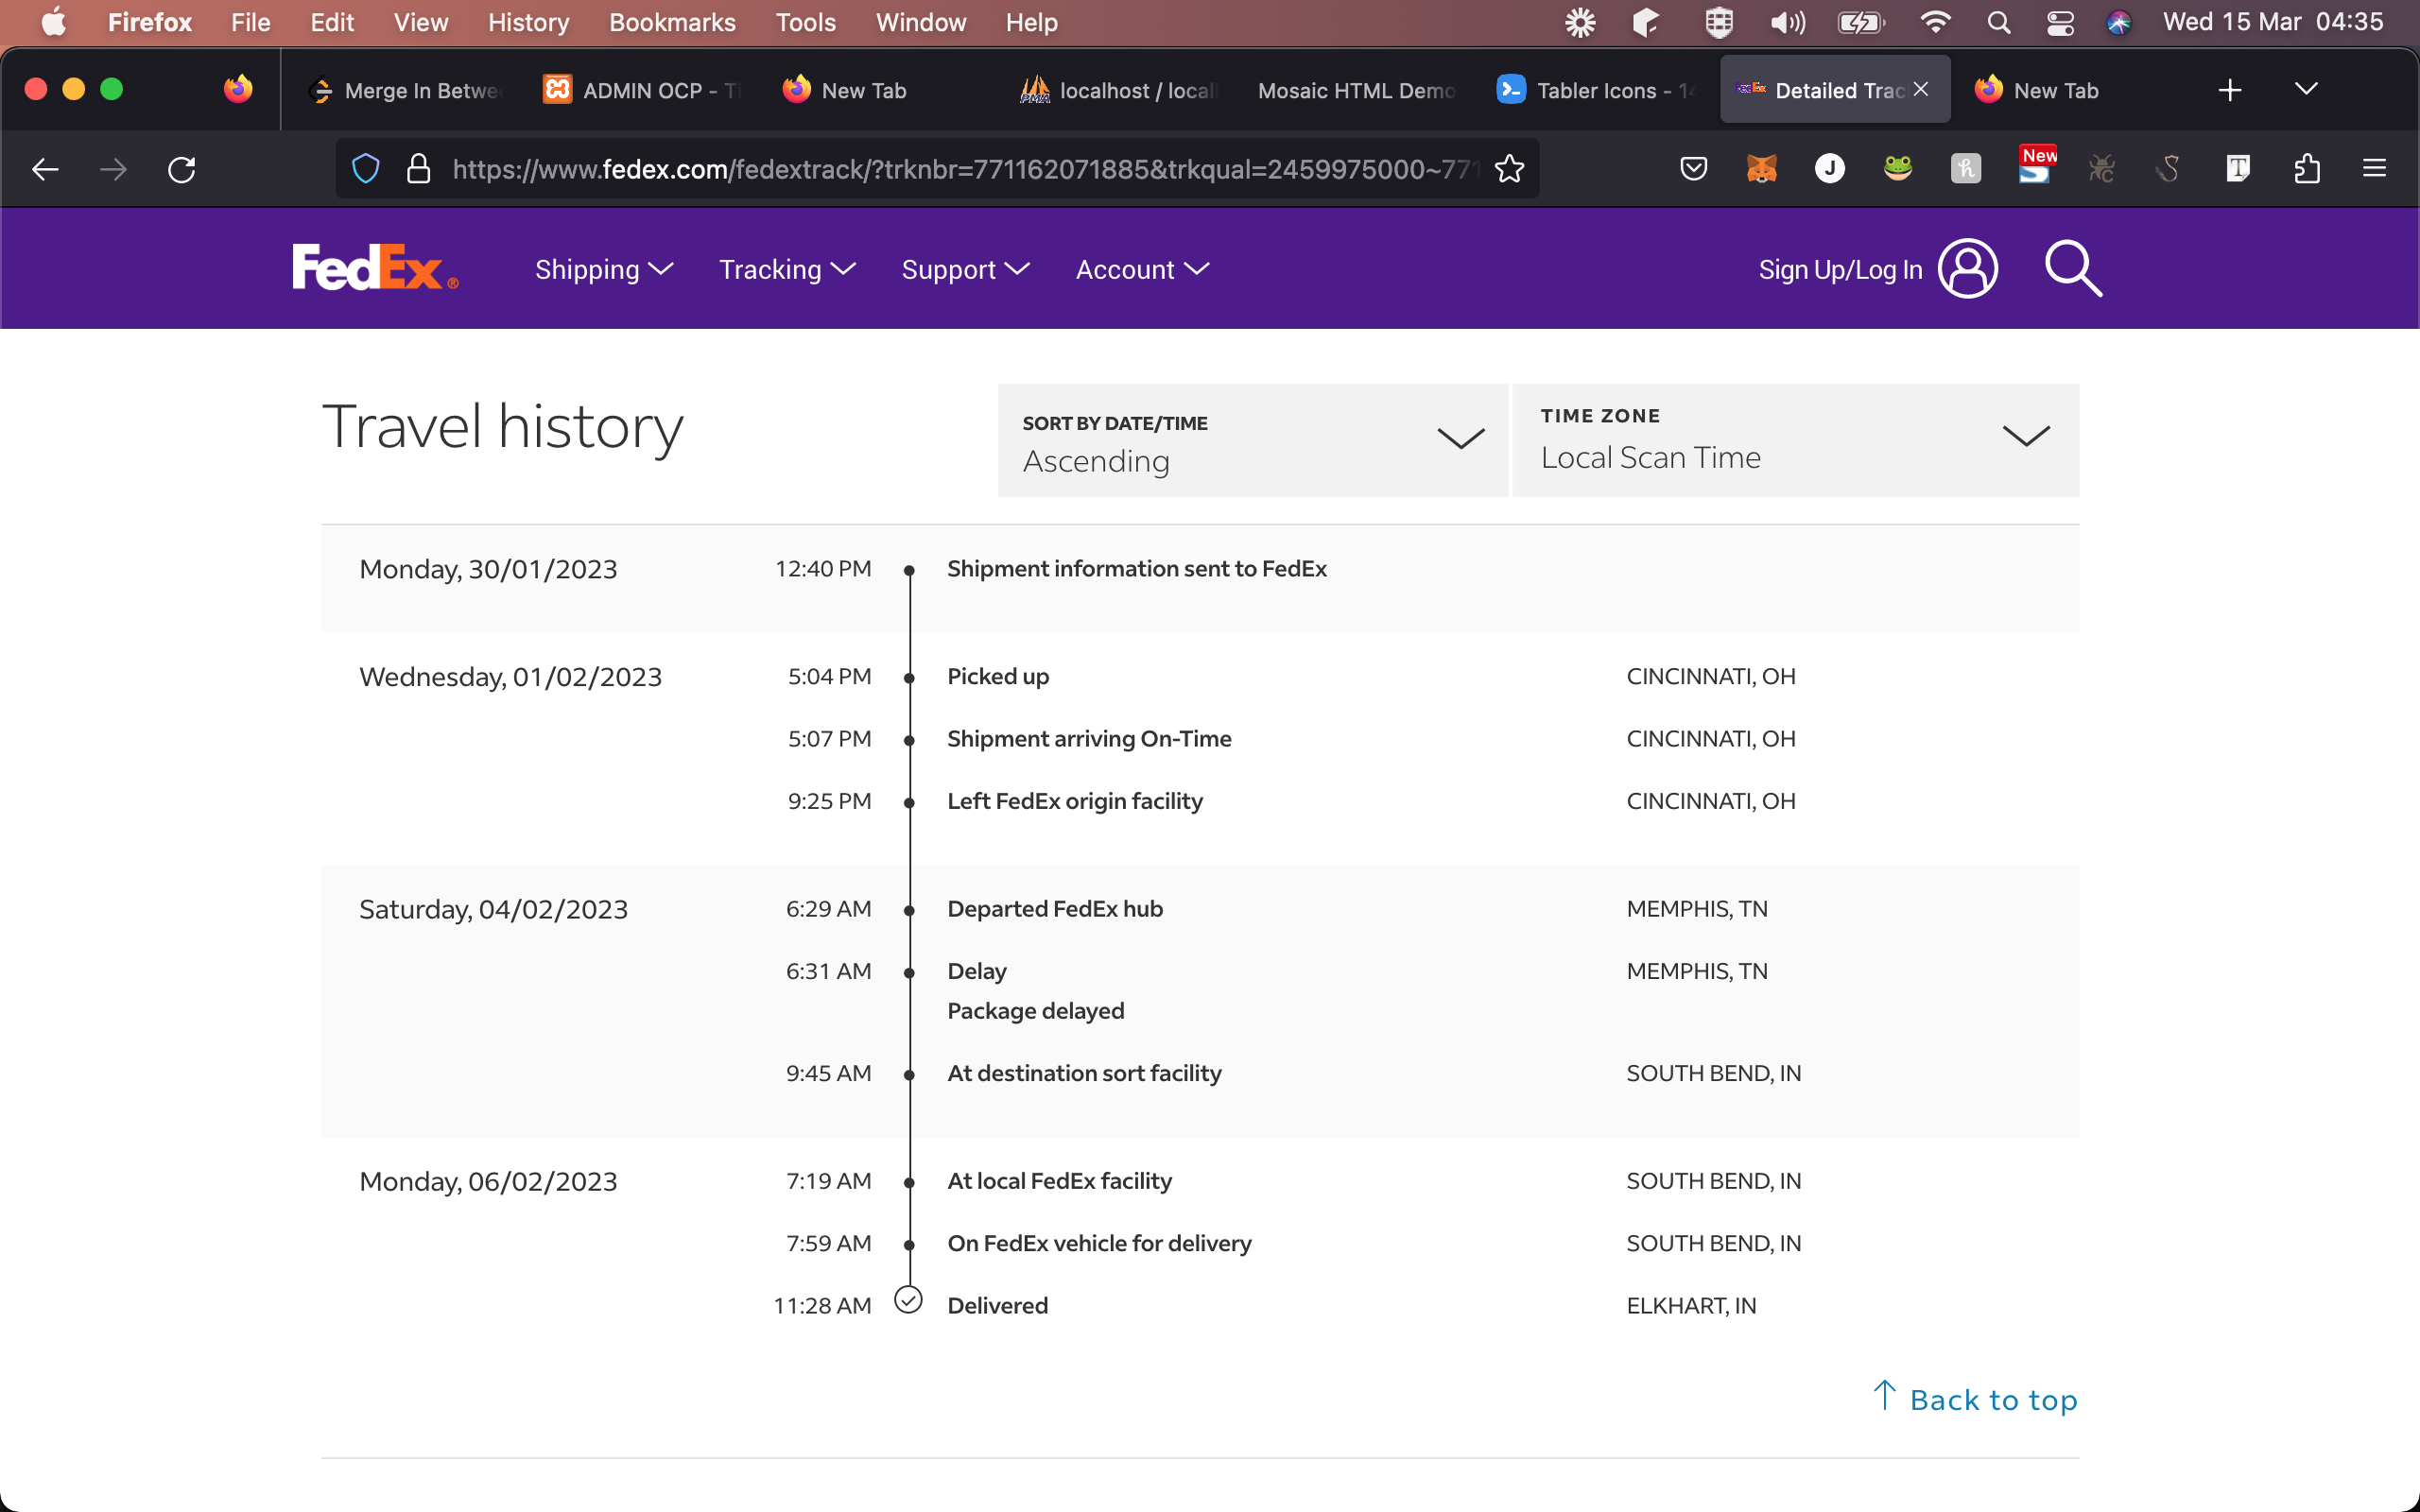 Firefox File Edit View History Bookmarks Tools Window Help Wed 15 Mar 04:35
Merge In Betwe ADMIN OCP - Ti New Tab localhost / local Mosaic HTML Demo Tabler Icons - 14 Detailed Trac New Tab
https://www.fedex.com/fedextrack/?trknbr=771162071885&trkqual=2459975000~771 J New
FedEx® Shipping Tracking Support Account Sign Up/Log In
Travel history
SORT BY DATE/TIME
Ascending
TIME ZONE
Local Scan Time
Monday, 30/01/2023 12:40 PM Shipment information sent to FedEx
Wednesday, 01/02/2023 5:04 PM Picked up CINCINNATI, OH
5:07 PM Shipment arriving On-Time CINCINNATI, OH
9:25 PM Left FedEx origin facility CINCINNATI, OH
Saturday, 04/02/2023 6:29 AM Departed FedEx hub MEMPHIS, TN
6:31 AM Delay MEMPHIS, TN
Package delayed
9:45 AM At destination sort facility SOUTH BEND, IN
Monday, 06/02/2023 7:19 AM At local FedEx facility SOUTH BEND, IN
7:59 AM On FedEx vehicle for delivery SOUTH BEND, IN
11:28 AM Delivered ELKHART, IN
Back to top